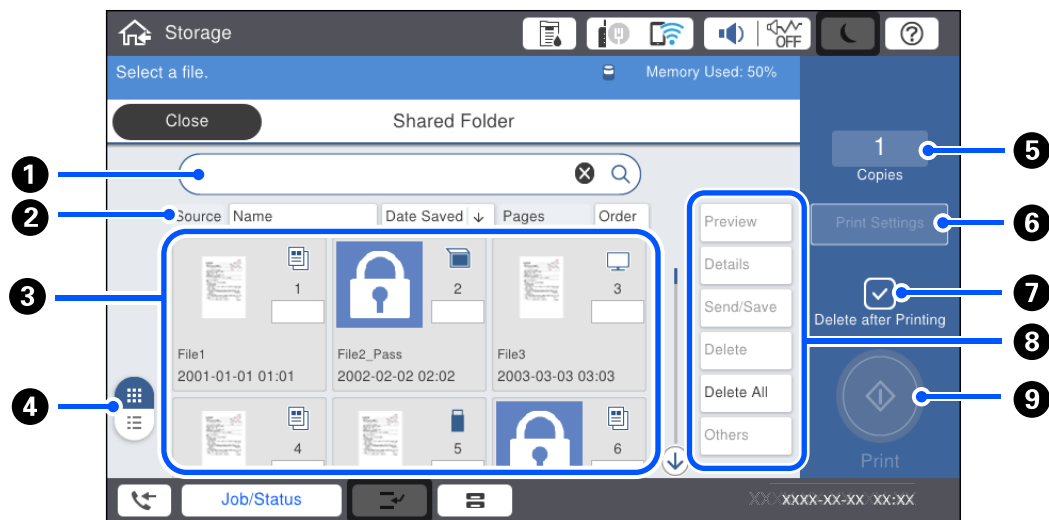 Storage
OFF
Select a file.
Memory Used: 50%
Close
Shared Folder
1
Copies
5
1
2
Source Name Date Saved Pages Order
Preview
Print Settings
6
Details
3
1
2
3
Send/Save
Delete after Printing
7
8
File1
File2_Pass
File3
Delete
2001-01-01 01:01
2002-02-02 02:02
2003-03-03 03:03
Delete All
9
4
4
5
6
Others
Print
Job/Status
XX XXXX-XX-XX XX:XX